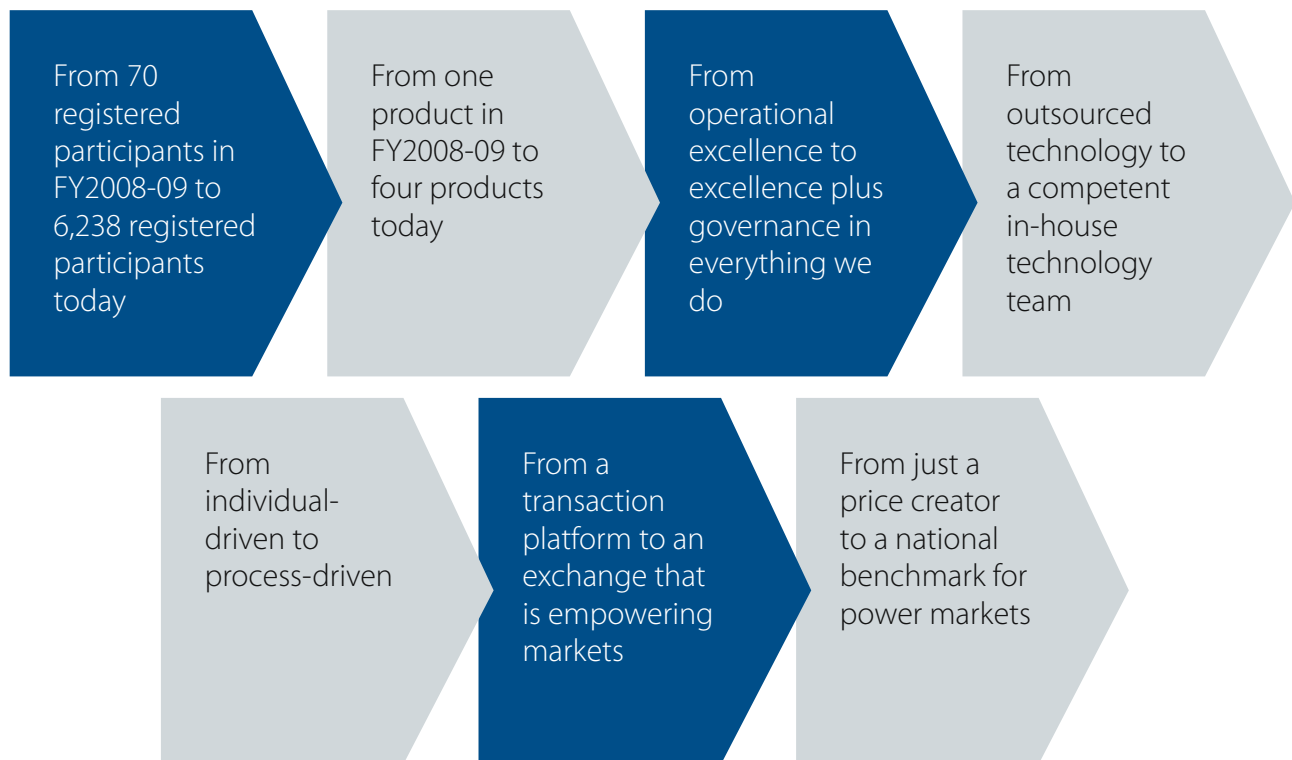 From 70
registered
participants in
FY2008-09 to
6,238 registered
participants
today
From one
product in
FY2008-09 to
four products
today
From
operational
excellence to
excellence plus
governance in
everything we
do
From
outsourced
technology to
a competent
in-house
technology
team
From
individual-
driven to
process-driven
From a
transaction
platform to an
exchange that
is empowering
markets
From just a
price creator
to a national
benchmark for
power markets